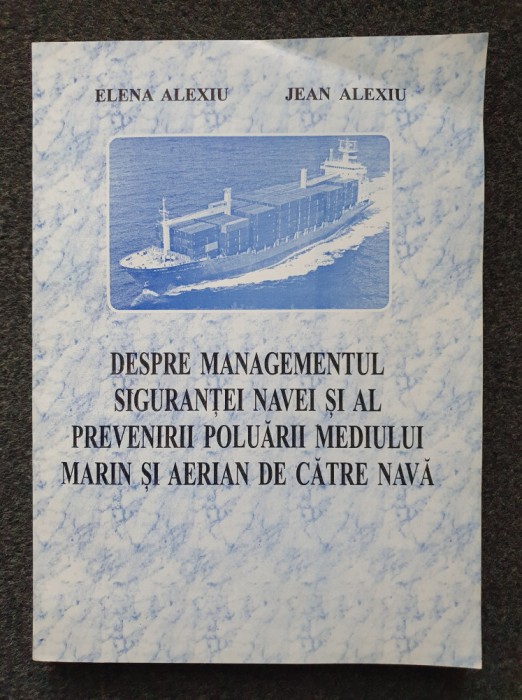 ELENA ALEXIU JEAN ALEXIU
DESPRE MANAGEMENTUL
SIGURANȚEI NAVEI ȘI AL
PREVENIRII POLUĂRII MEDIULUI
MARIN ȘI AERIAN DE CĂTRE NAVĂ